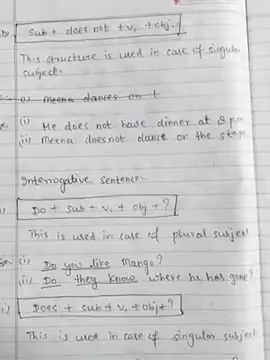 b) Sub + does not + V₁ + obj.
This structure is used in case of singular
subject.
(i) Meena dances on t
(i) He does not have dinner at 8 pm
(ii) Meena does not dance on the stage
Interrogative sentence.
Do + sub + V₁ + obj + ?
This is used in case of plural subject
(i) Do you like Mango?
(ii) Do they know where he has gone?
Does + sub + V₁ + obj + ?
This is used in case of singular subject